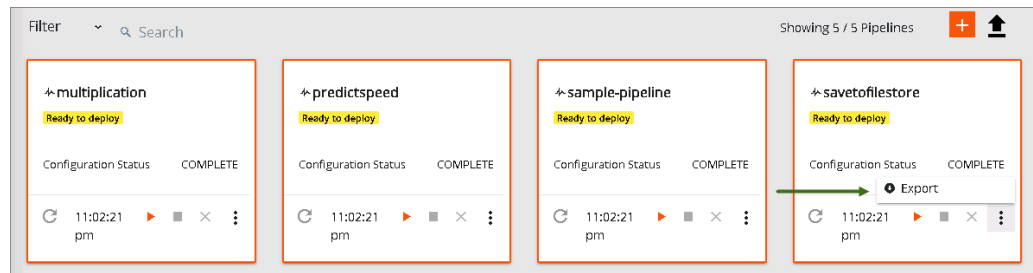 Filter
Search
Showing 5 / 5 Pipelines
multiplication
Ready to deploy
Configuration Status COMPLETE
11:02:21
pm
predictspeed
Ready to deploy
Configuration Status COMPLETE
11:02:21
pm
sample-pipeline
Ready to deploy
Configuration Status COMPLETE
11:02:21
pm
savetofilestore
Ready to deploy
Configuration Status COMPLETE
Export
11:02:21
pm